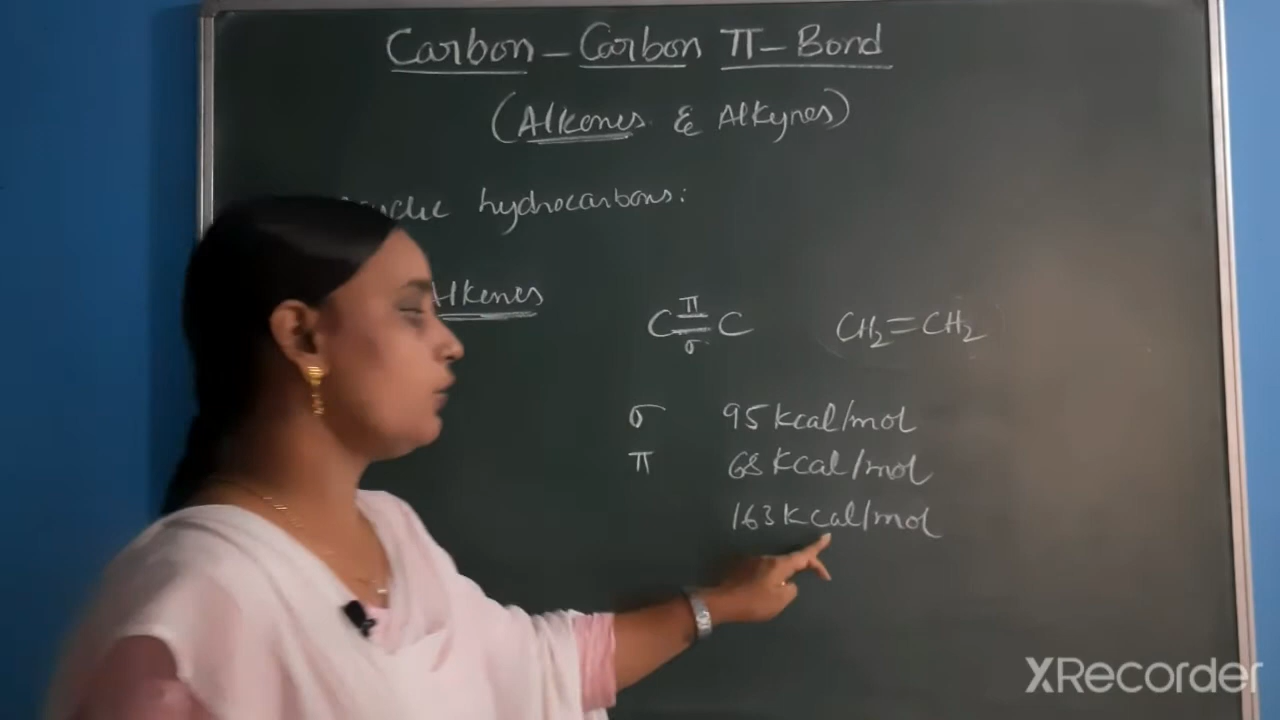 Carbon - Carbon π - Bond
(Alkenes & Alkynes)
hydrocarbons:
Alkenes
π
C = C CH₂=CH₂
σ
σ 95 kcal/mol
π 68 Kcal/mol
163 Kcal/mol
XRecorder